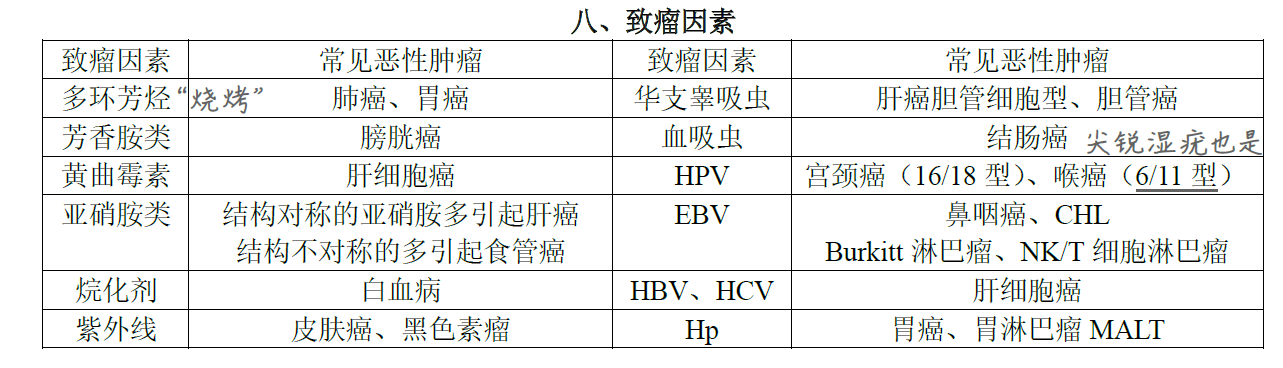 八、致瘤因素
致瘤因素 常见恶性肿瘤 致瘤因素 常见恶性肿瘤
多环芳烃“烧烤” 肺癌、胃癌 华支睾吸虫 肝癌胆管细胞型、胆管癌
芳香胺类 膀胱癌 血吸虫 结肠癌 尖锐湿疣也是
黄曲霉素 肝细胞癌 HPV 宫颈癌（16/18 型）、喉癌（6/11 型）
亚硝胺类 结构对称的亚硝胺多引起肝癌 EBV 鼻咽癌、CHL
结构不对称的多引起食管癌 Burkitt 淋巴瘤、NK/T 细胞淋巴瘤
烷化剂 白血病 HBV、HCV 肝细胞癌
紫外线 皮肤癌、黑色素瘤 Hp 胃癌、胃淋巴瘤 MALT